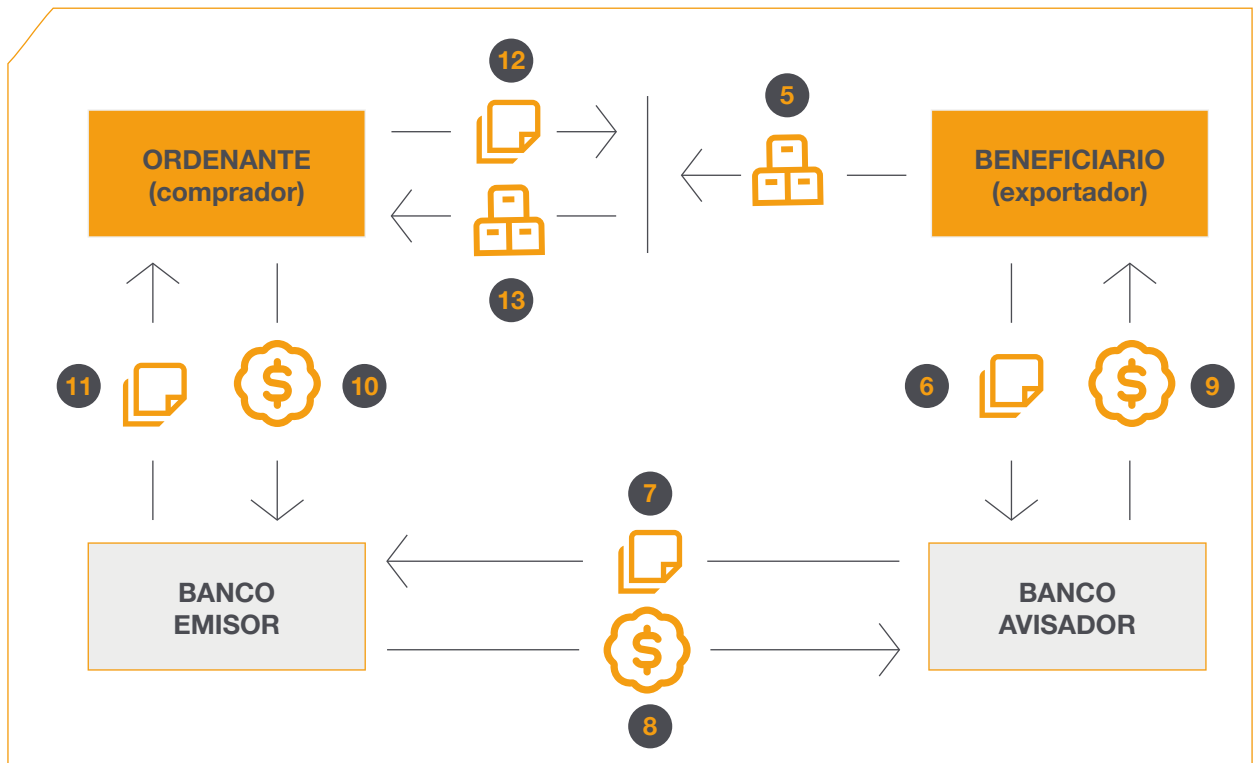 12
5
ORDENANTE
(comprador)
BENEFICIARIO
(exportador)
13
11
$
10
6
$
9
7
BANCO
EMISOR
BANCO
AVISADOR
$
8